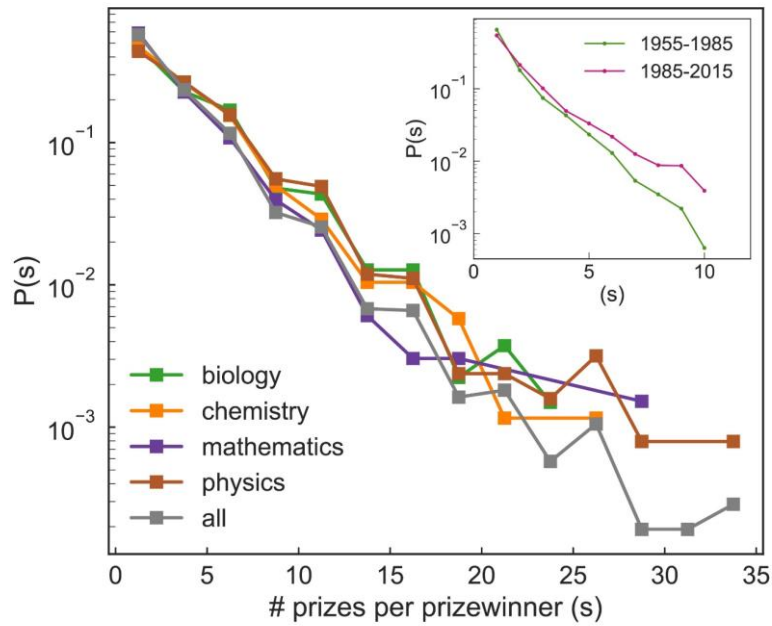 P(s)
10⁻¹
10⁻²
10⁻³
0 5 10 15 20 25 30 35
# prizes per prizewinner (s)
biology
chemistry
mathematics
physics
all
1955-1985
1985-2015
P(s)
10⁻¹
10⁻²
10⁻³
0 5 10
(s)